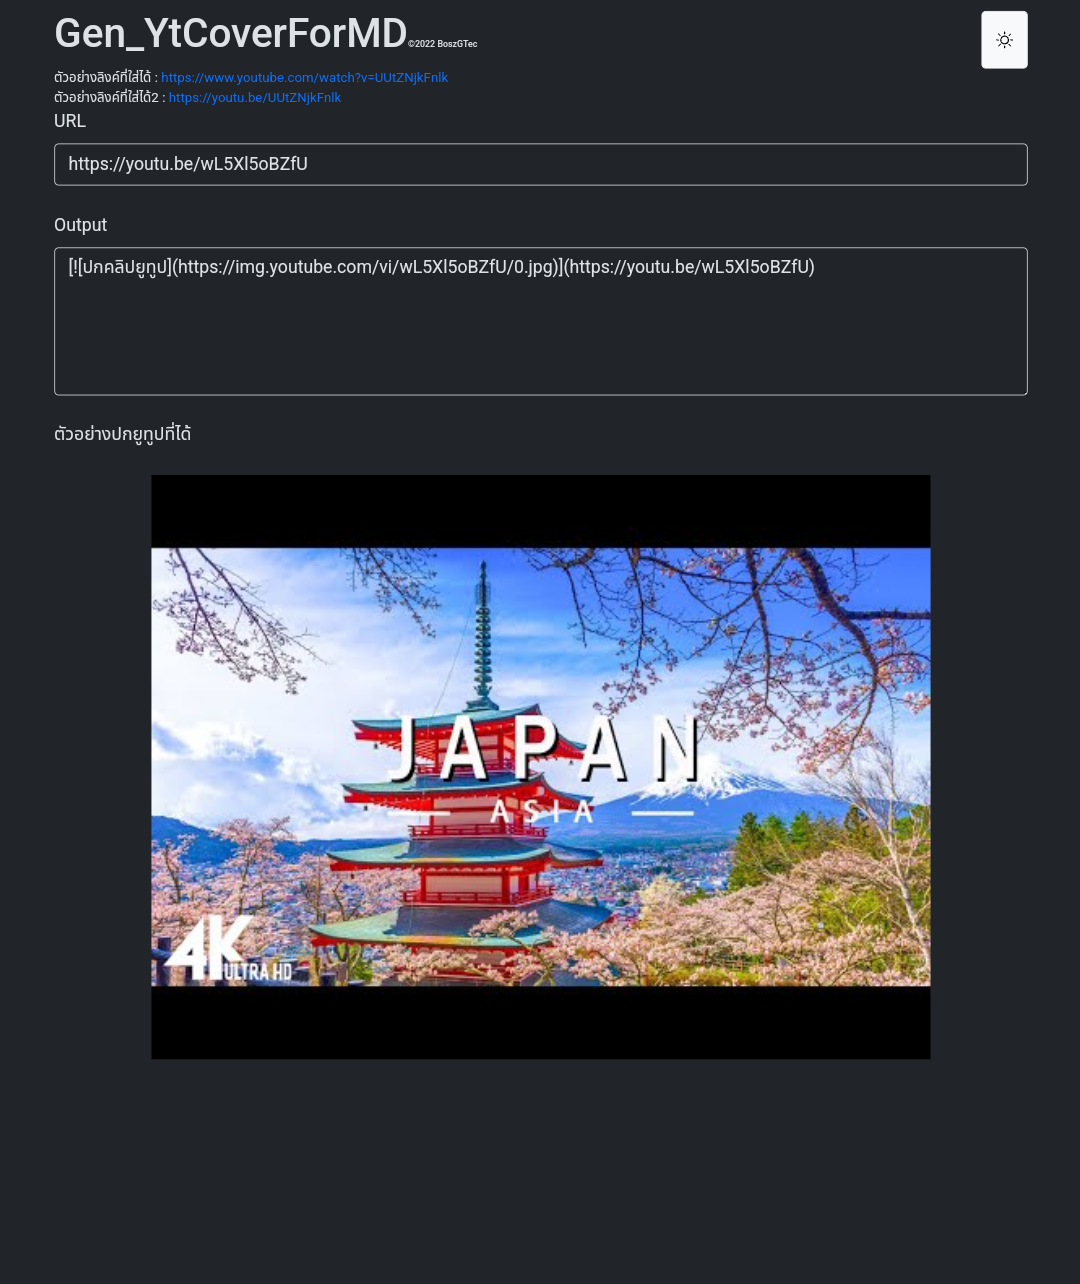 Gen_YtCoverForMD©2022 BoszGTec
ตัวอย่างลิงค์ที่ใส่ได้ : https://www.youtube.com/watch?v=UUtZNjkFnlk
ตัวอย่างลิงค์ที่ใส่ได้2 : https://youtu.be/UUtZNjkFnlk
URL
https://youtu.be/wL5Xl5oBZfU
Output
[![ปกคลิปยูทูป](https://img.youtube.com/vi/wL5Xl5oBZfU/0.jpg)](https://youtu.be/wL5Xl5oBZfU)
ตัวอย่างปกยูทูปที่ได้
JAPAN
ASIA
4K
ULTRA HD